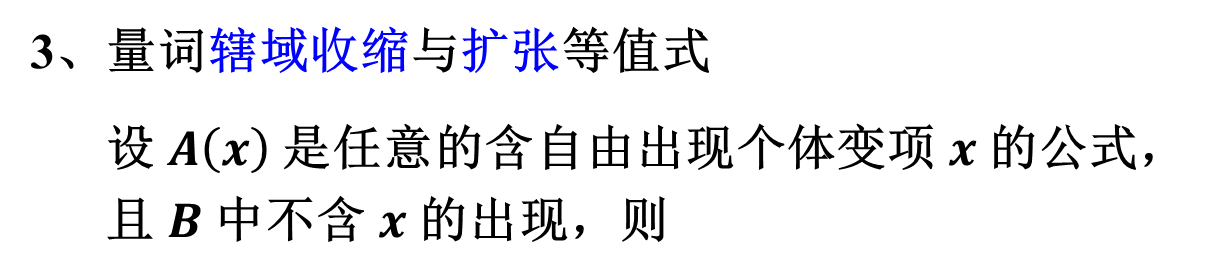 3、量词辖域收缩与扩张等值式
设 A(x) 是任意的含自由出现个体变项 x 的公式，
且 B 中不含 x 的出现，则